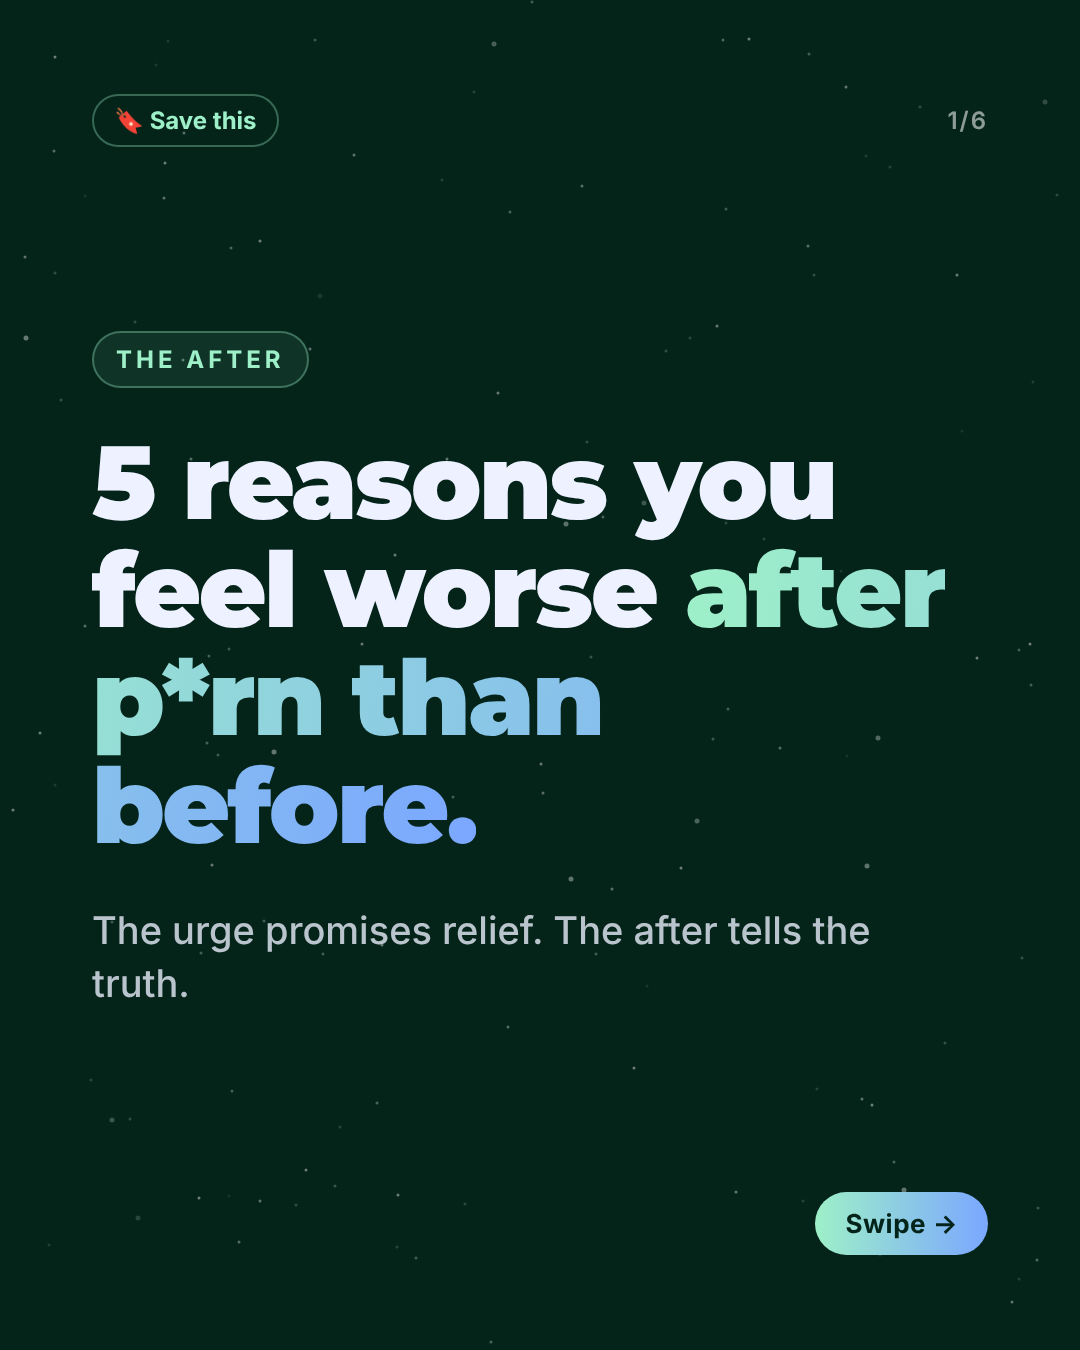 🔖 Save this
1/6
THE AFTER
5 reasons you
feel worse after
p*rn than
before.
The urge promises relief. The after tells the
truth.
Swipe →